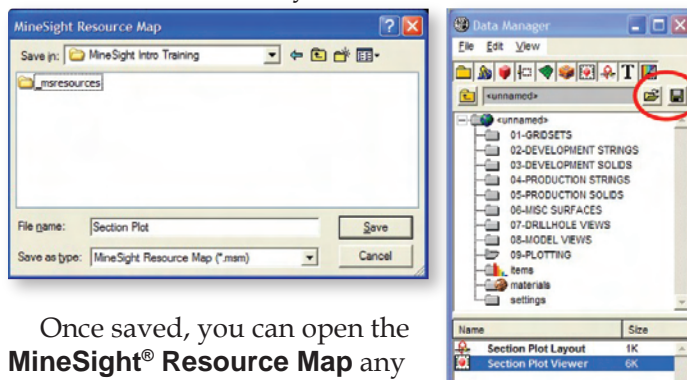 MineSight Resource Map
Save in: MineSight Intro Training
_msresources
File name: Section Plot Save
Save as type: MineSight Resource Map (*.msm) Cancel
Once saved, you can open the
MineSight® Resource Map any
Data Manager
File Edit View
T
<unnamed>
<unnamed>
01-GRIDSETS
02-DEVELOPMENT STRINGS
03-DEVELOPMENT SOLIDS
04-PRODUCTION STRINGS
05-PRODUCTION SOLIDS
06-MISC SURFACES
07-DRILLHOLE VIEWS
08-MODEL VIEWS
09-PLOTTING
items
materials
settings
Name Size
Section Plot Layout 1K
Section Plot Viewer 6K